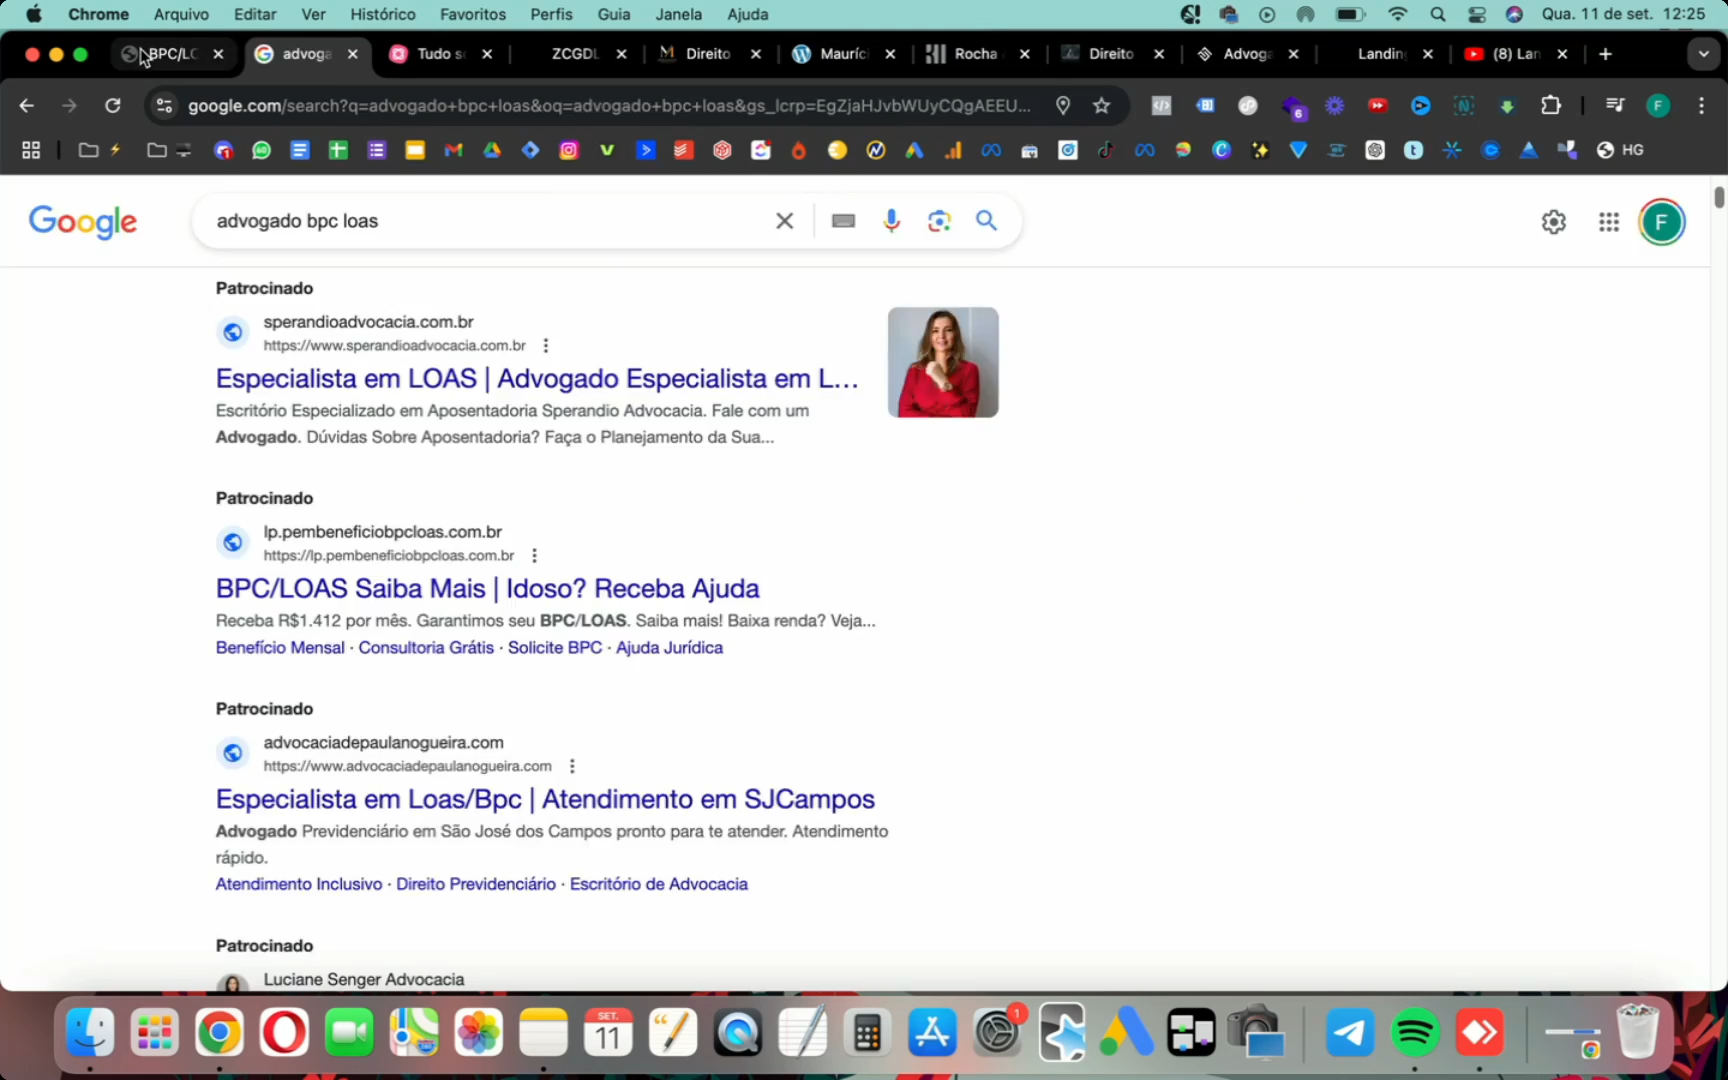 Chrome Arquivo Editar Ver Histórico Favoritos Perfis Guia Janela Ajuda Qua. 11 de set. 12:25
BPC/LO advoga Tudo s ZCGDL Direito Mauríc Rocha Direito Advoga Landin (8) Lan
google.com/search?q=advogado+bpc+loas&oq=advogado+bpc+loas&gs_lcrp=EgZjaHJvbWUyCQgAEEU...
HG
Google advogado bpc loas F
Patrocinado
sperandioadvocacia.com.br
https://www.sperandioadvocacia.com.br
Especialista em LOAS | Advogado Especialista em L...
Escritório Especializado em Aposentadoria Sperandio Advocacia. Fale com um
Advogado. Dúvidas Sobre Aposentadoria? Faça o Planejamento da Sua...
Patrocinado
lp.pembeneficiobpcloas.com.br
https://lp.pembeneficiobpcloas.com.br
BPC/LOAS Saiba Mais | Idoso? Receba Ajuda
Receba R$1.412 por mês. Garantimos seu BPC/LOAS. Saiba mais! Baixa renda? Veja...
Benefício Mensal · Consultoria Grátis · Solicite BPC · Ajuda Jurídica
Patrocinado
advocaciadepaulanogueira.com
https://www.advocaciadepaulanogueira.com
Especialista em Loas/Bpc | Atendimento em SJCampos
Advogado Previdenciário em São José dos Campos pronto para te atender. Atendimento
rápido.
Atendimento Inclusivo · Direito Previdenciário · Escritório de Advocacia
Patrocinado
Luciane Senger Advocacia
SET.
11
1